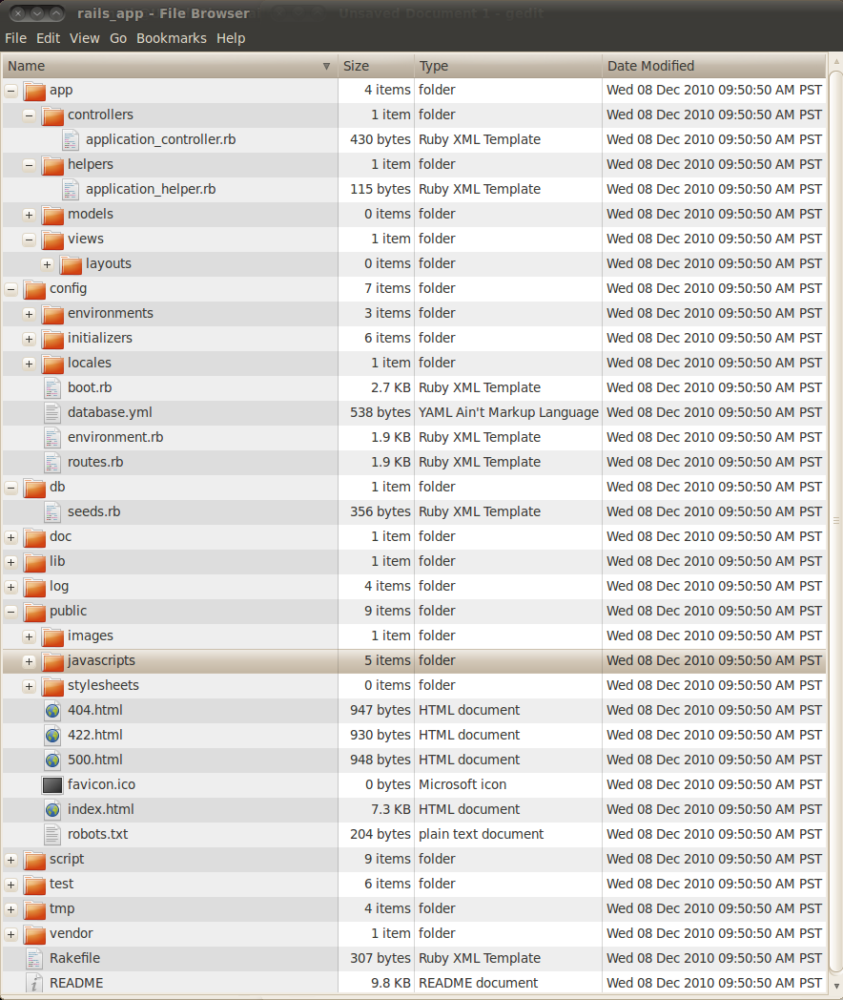 rails_app - File Browser Unsaved Document 1 - gedit
File Edit View Go Bookmarks Help
Name Size Type Date Modified
app 4 items folder Wed 08 Dec 2010 09:50:50 AM PST
controllers 1 item folder Wed 08 Dec 2010 09:50:50 AM PST
application_controller.rb 430 bytes Ruby XML Template Wed 08 Dec 2010 09:50:50 AM PST
helpers 1 item folder Wed 08 Dec 2010 09:50:50 AM PST
application_helper.rb 115 bytes Ruby XML Template Wed 08 Dec 2010 09:50:50 AM PST
models 0 items folder Wed 08 Dec 2010 09:50:50 AM PST
views 1 item folder Wed 08 Dec 2010 09:50:50 AM PST
layouts 0 items folder Wed 08 Dec 2010 09:50:50 AM PST
config 7 items folder Wed 08 Dec 2010 09:50:50 AM PST
environments 3 items folder Wed 08 Dec 2010 09:50:50 AM PST
initializers 6 items folder Wed 08 Dec 2010 09:50:50 AM PST
locales 1 item folder Wed 08 Dec 2010 09:50:50 AM PST
boot.rb 2.7 KB Ruby XML Template Wed 08 Dec 2010 09:50:50 AM PST
database.yml 538 bytes YAML Ain't Markup Language Wed 08 Dec 2010 09:50:50 AM PST
environment.rb 1.9 KB Ruby XML Template Wed 08 Dec 2010 09:50:50 AM PST
routes.rb 1.9 KB Ruby XML Template Wed 08 Dec 2010 09:50:50 AM PST
db 1 item folder Wed 08 Dec 2010 09:50:50 AM PST
seeds.rb 356 bytes Ruby XML Template Wed 08 Dec 2010 09:50:50 AM PST
doc 1 item folder Wed 08 Dec 2010 09:50:50 AM PST
lib 1 item folder Wed 08 Dec 2010 09:50:50 AM PST
log 4 items folder Wed 08 Dec 2010 09:50:50 AM PST
public 9 items folder Wed 08 Dec 2010 09:50:50 AM PST
images 1 item folder Wed 08 Dec 2010 09:50:50 AM PST
javascripts 5 items folder Wed 08 Dec 2010 09:50:50 AM PST
stylesheets 0 items folder Wed 08 Dec 2010 09:50:50 AM PST
404.html 947 bytes HTML document Wed 08 Dec 2010 09:50:50 AM PST
422.html 930 bytes HTML document Wed 08 Dec 2010 09:50:50 AM PST
500.html 948 bytes HTML document Wed 08 Dec 2010 09:50:50 AM PST
favicon.ico 0 bytes Microsoft icon Wed 08 Dec 2010 09:50:50 AM PST
index.html 7.3 KB HTML document Wed 08 Dec 2010 09:50:50 AM PST
robots.txt 204 bytes plain text document Wed 08 Dec 2010 09:50:50 AM PST
script 9 items folder Wed 08 Dec 2010 09:50:50 AM PST
test 6 items folder Wed 08 Dec 2010 09:50:50 AM PST
tmp 4 items folder Wed 08 Dec 2010 09:50:50 AM PST
vendor 1 item folder Wed 08 Dec 2010 09:50:50 AM PST
Rakefile 307 bytes Ruby XML Template Wed 08 Dec 2010 09:50:50 AM PST
README 9.8 KB README document Wed 08 Dec 2010 09:50:50 AM PST